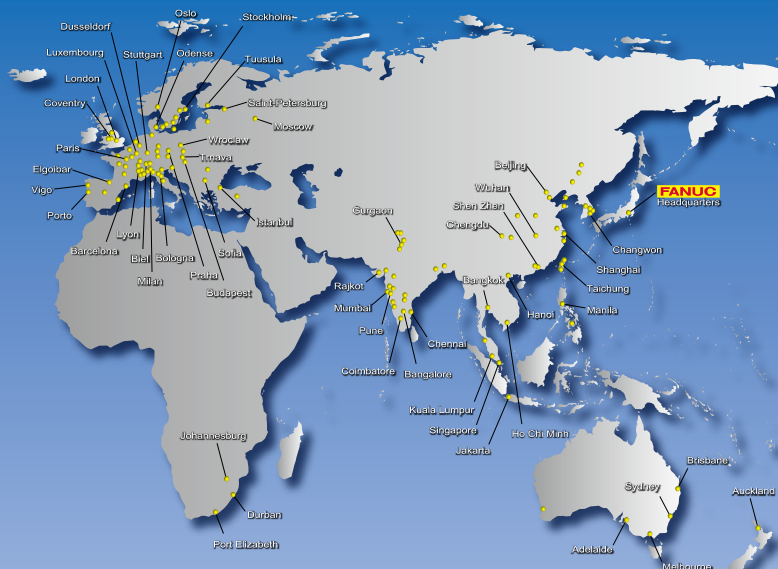 Oslo
Stockholm
Dusseldorf
Luxembourg
Stuttgart
Odense
Tuusula
London
Coventry
Saint-Petersburg
Moscow
Paris
Wroclaw
Trnava
Elgoibar
Vigo
Porto
Istanbul
Lyon
Barcelona
Biel
Bologna
Sofia
Milan
Praha
Budapest
Beijing
Wuhan
Shen Zhen
Chengdu
FANUC
Headquarters
Gurgaon
Changwon
Shanghai
Rajkot
Bangkok
Taichung
Mumbai
Hanoi
Manila
Pune
Chennai
Coimbatore
Bangalore
Kuala Lumpur
Singapore
Ho Chi Minh
Jakarta
Johannesburg
Durban
Port Elizabeth
Brisbane
Sydney
Auckland
Adelaide
Melbourne